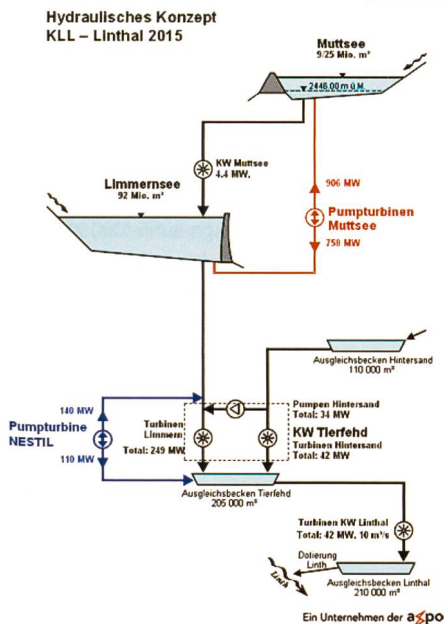 Hydraulisches Konzept
KLL – Linthal 2015
Muttsee
9/25 Mio. m³
2446.00 m ü M
KW Muttsee
4.4 MW.
Limmernsee
92 Mio. m³
906 MW
Pumpturbinen
Muttsee
758 MW
Ausgleichsbecken Hintersand
110 000 m³
140 MW
Pumpturbine
NESTIL
110 MW
Pumpen Hintersand
Total: 34 MW
Turbinen
Limmern
Total: 249 MW
KW Tierfehd
Turbinen Hintersand
Total: 42 MW
Ausgleichsbecken Tierfehd
205 000 m³
Turbinen KW Linthal
Total: 42 MW. 10 m³/s
Dotierung
Linth
Linth
Ausgleichsbecken Linthal
210 000 m³
Ein Unternehmen der axpo